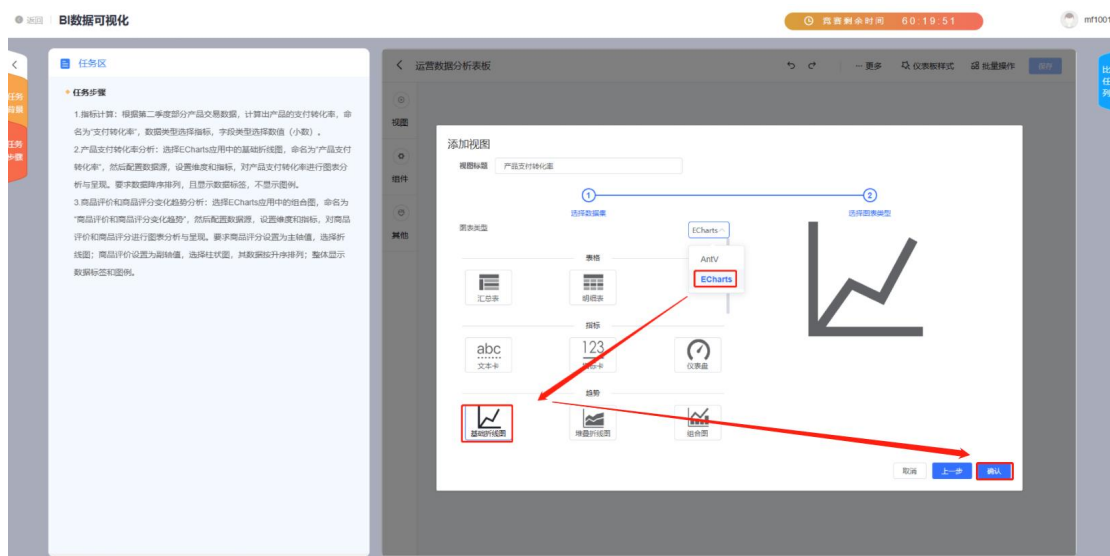 返回
BI数据可视化
竞赛剩余时间 60:19:51
mf1001
任务背景
任务步骤
任务区
任务步骤
1.指标计算：根据第二季度部分产品交易数据，计算出产品的支付转化率，命
名为“支付转化率”，数据类型选择指标，字段类型选择数值（小数）。
2.产品支付转化率分析：选择ECharts应用中的基础折线图，命名为“产品支付
转化率”，然后配置数据源，设置维度和指标，对产品支付转化率进行图表分
析与呈现。要求数据降序排列，且显示数据标签，不显示图例。
3.商品评价和商品评分变化趋势分析：选择ECharts应用中的组合图，命名为
“商品评价和商品评分变化趋势”，然后配置数据源，设置维度和指标，对商品
评价和商品评分进行图表分析与呈现。要求商品评分设置为主轴值，选择折
线图；商品评价设置为副轴值，选择柱状图，其数据按升序排列；整体显示
数据标签和图例。
运营数据分析表板
更多 仪表板样式 批量操作 保存
视图
组件
其他
添加视图
视图标题 产品支付转化率
1 2
选择数据集 选择图表类型
图表类型 ECharts
AntV
ECharts
表格
汇总表 明细表
指标
abc 123
文本卡 仪表盘
趋势
基础折线图 堆叠折线图 组合图
取消 上一步 确认
比
任
列